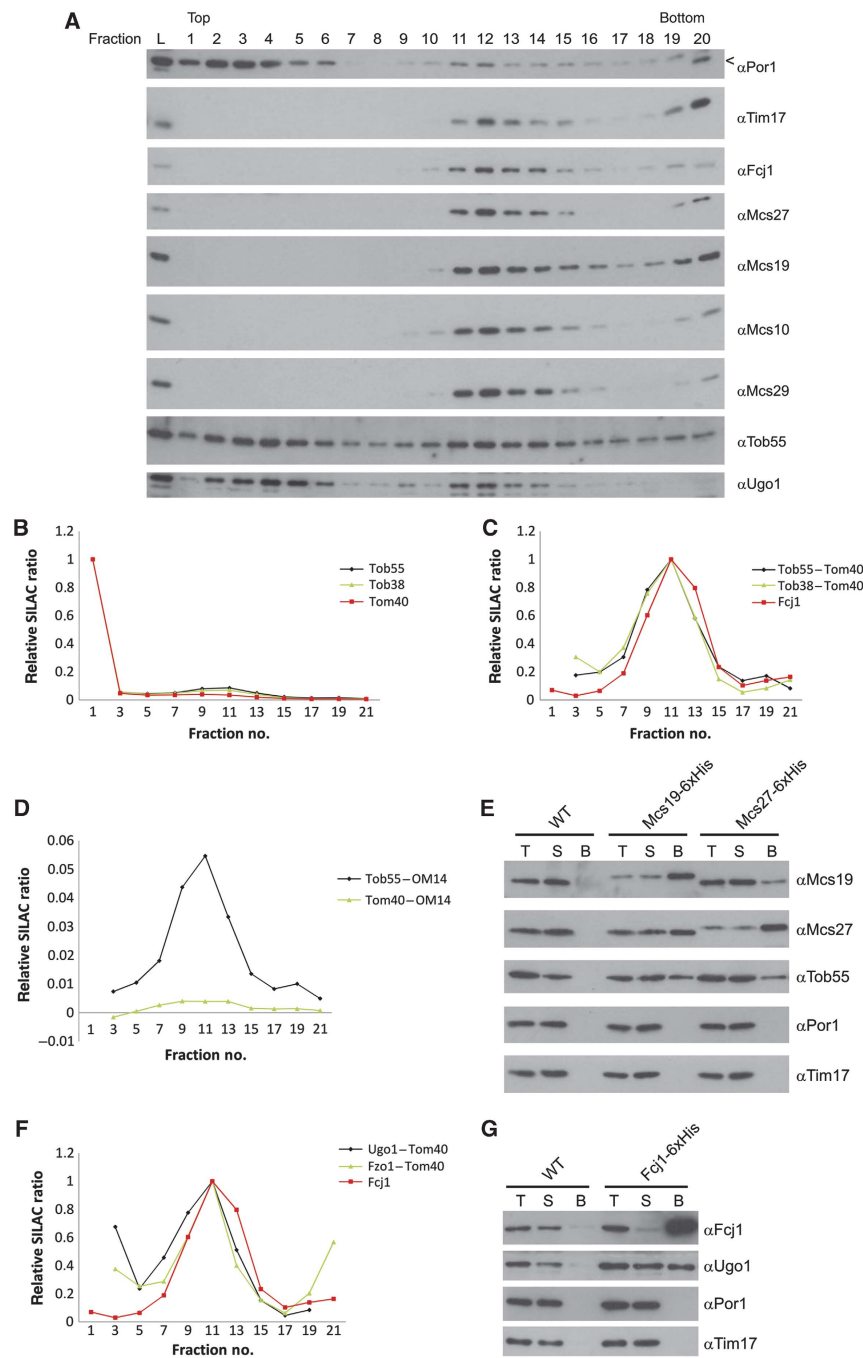 A
Top
Bottom
Fraction L 1 2 3 4 5 6 7 8 9 10 11 12 13 14 15 16 17 18 19 20
< αPor1
αTim17
αFcj1
αMcs27
αMcs19
αMcs10
αMcs29
αTob55
αUgo1
B
Relative SILAC ratio
1.2
1
0.8
0.6
0.4
0.2
0
1 3 5 7 9 11 13 15 17 19 21
Fraction no.
Tob55
Tob38
Tom40
C
Relative SILAC ratio
1.2
1
0.8
0.6
0.4
0.2
0
1 3 5 7 9 11 13 15 17 19 21
Fraction no.
Tob55–Tom40
Tob38–Tom40
Fcj1
D
Relative SILAC ratio
0.06
0.05
0.04
0.03
0.02
0.01
0
−0.01
1 3 5 7 9 11 13 15 17 19 21
Fraction no.
Tob55–OM14
Tom40–OM14
E
WT Mcs19-6xHis Mcs27-6xHis
T S B T S B T S B
αMcs19
αMcs27
αTob55
αPor1
αTim17
F
Relative SILAC ratio
1.2
1
0.8
0.6
0.4
0.2
0
1 3 5 7 9 11 13 15 17 19 21
Fraction no.
Ugo1–Tom40
Fzo1–Tom40
Fcj1
G
WT Fcj1-6xHis
T S B T S B
αFcj1
αUgo1
αPor1
αTim17